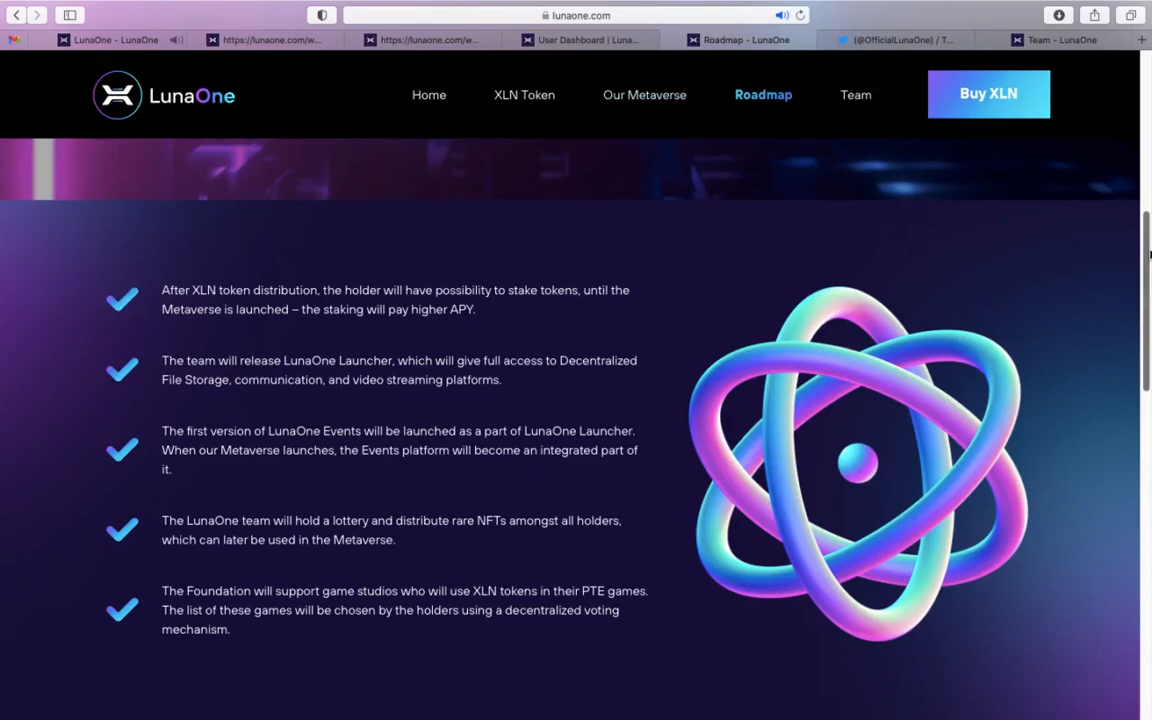 lunaone.com
LunaOne - LunaOne
https://lunaone.com/w...
https://lunaone.com/w...
User Dashboard | Luna...
Roadmap - LunaOne
(@OfficialLunaOne) / T...
Team - LunaOne
LunaOne
Home
XLN Token
Our Metaverse
Roadmap
Team
Buy XLN
After XLN token distribution, the holder will have possibility to stake tokens, until the
Metaverse is launched – the staking will pay higher APY.
The team will release LunaOne Launcher, which will give full access to Decentralized
File Storage, communication, and video streaming platforms.
The first version of LunaOne Events will be launched as a part of LunaOne Launcher.
When our Metaverse launches, the Events platform will become an integrated part of
it.
The LunaOne team will hold a lottery and distribute rare NFTs amongst all holders,
which can later be used in the Metaverse.
The Foundation will support game studios who will use XLN tokens in their PTE games.
The list of these games will be chosen by the holders using a decentralized voting
mechanism.